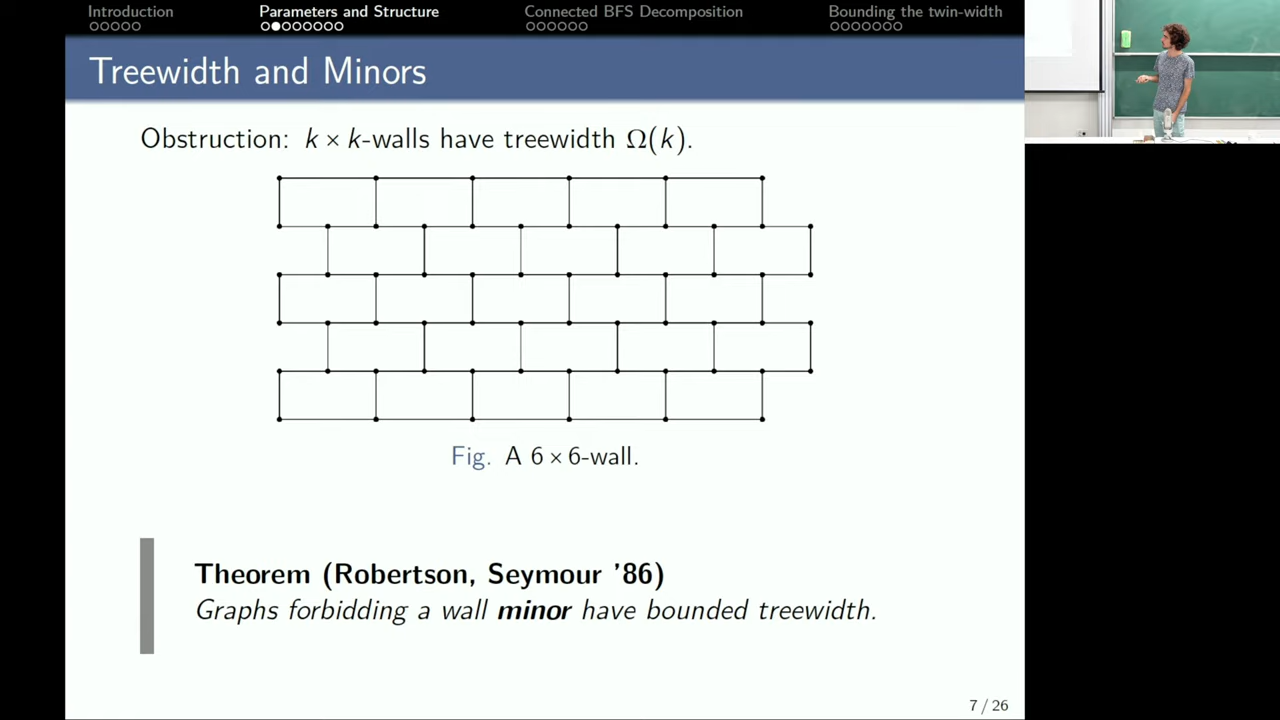 Introduction
Parameters and Structure
Connected BFS Decomposition
Bounding the twin-width
Treewidth and Minors
Obstruction: k × k-walls have treewidth Ω(k).
Fig. A 6 × 6-wall.
Theorem (Robertson, Seymour '86)
Graphs forbidding a wall minor have bounded treewidth.
7 / 26